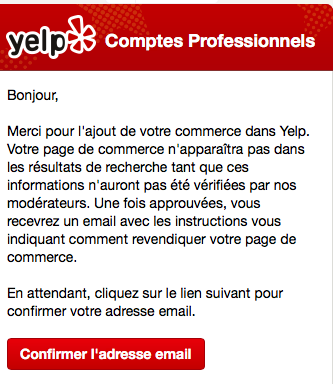 yelp Comptes Professionnels
Bonjour,
Merci pour l'ajout de votre commerce dans Yelp.
Votre page de commerce n'apparaîtra pas dans
les résultats de recherche tant que ces
informations n'auront pas été vérifiées par nos
modérateurs. Une fois approuvées, vous
recevrez un email avec les instructions vous
indiquant comment revendiquer votre page de
commerce.
En attendant, cliquez sur le lien suivant pour
confirmer votre adresse email.
Confirmer l'adresse email